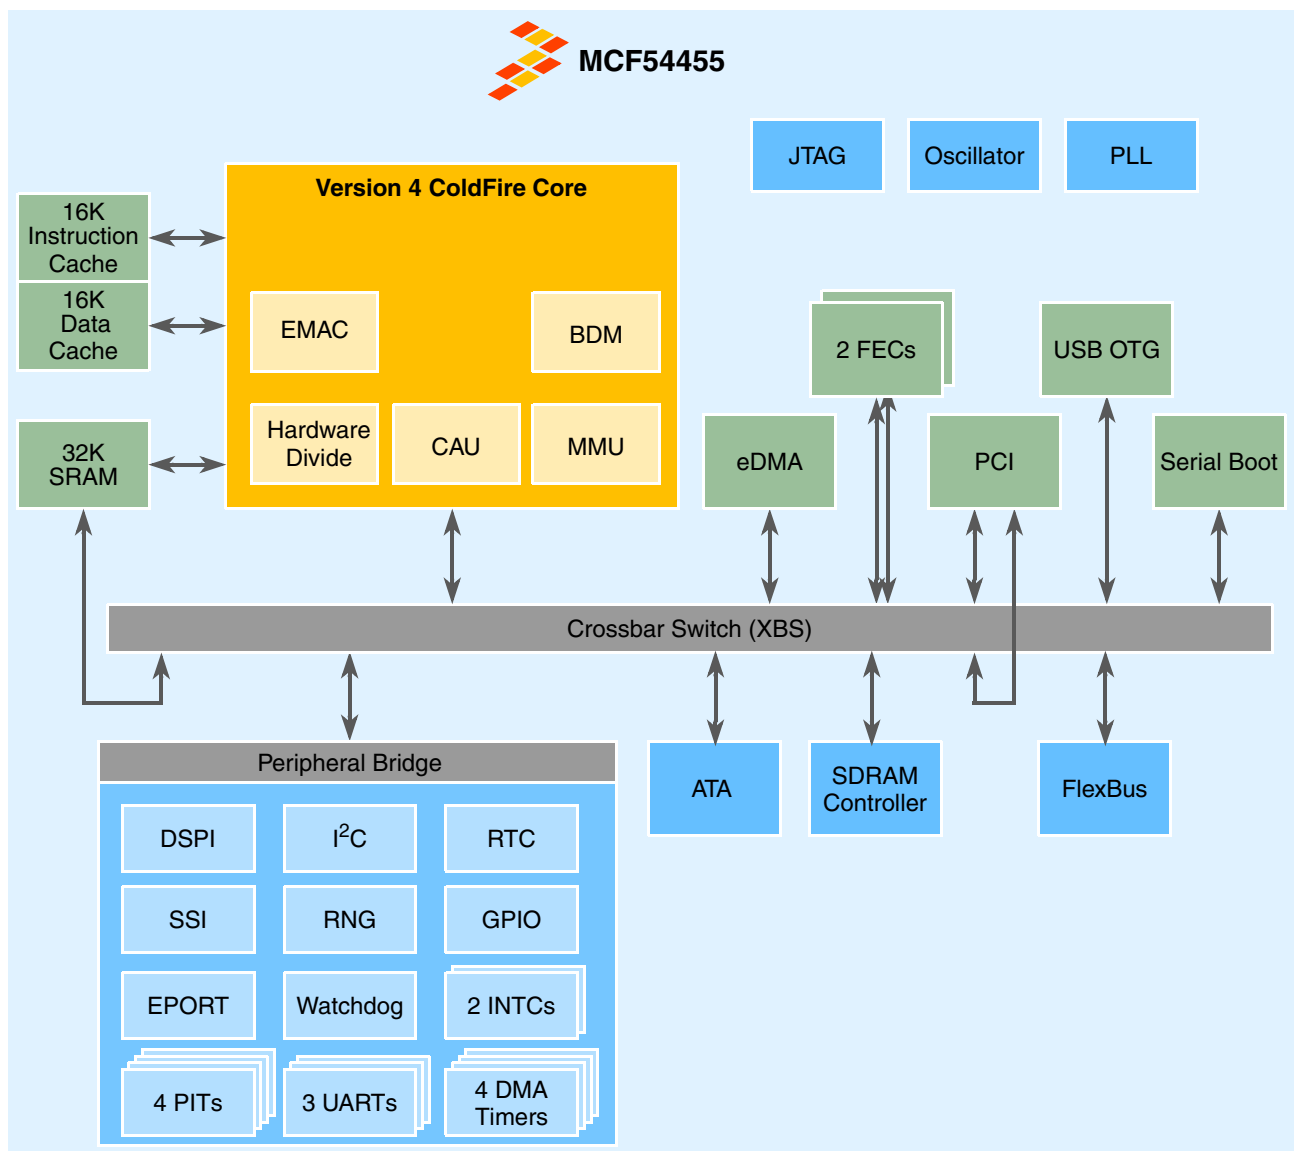 MCF54455
JTAG
Oscillator
PLL
Version 4 ColdFire Core
16K
Instruction
Cache
16K
Data
Cache
32K
SRAM
EMAC
BDM
Hardware
Divide
CAU
MMU
2 FECs
USB OTG
eDMA
PCI
Serial Boot
Crossbar Switch (XBS)
Peripheral Bridge
ATA
SDRAM
Controller
FlexBus
DSPI
I²C
RTC
SSI
RNG
GPIO
EPORT
Watchdog
2 INTCs
4 PITs
3 UARTs
4 DMA
Timers